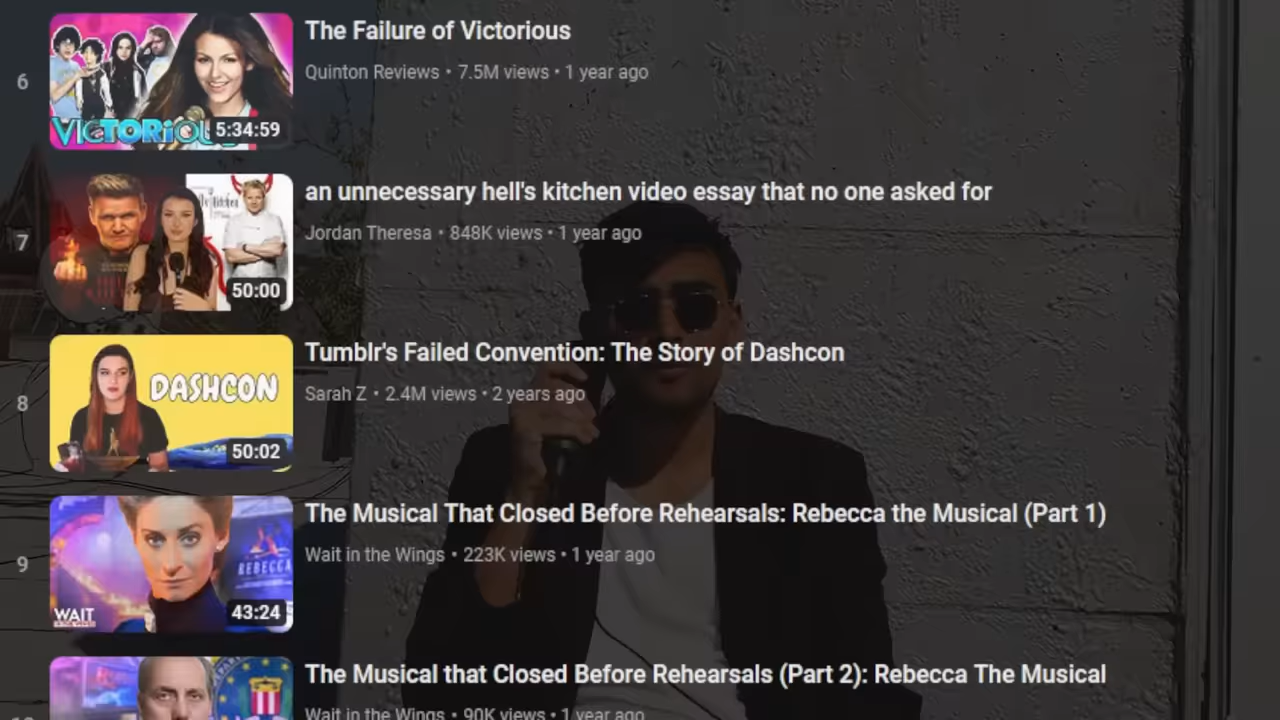 The Failure of Victorious
Quinton Reviews • 7.5M views • 1 year ago
6
VICTORiOU
5:34:59
an unnecessary hell's kitchen video essay that no one asked for
Jordan Theresa • 848K views • 1 year ago
7
50:00
Tumblr's Failed Convention: The Story of Dashcon
Sarah Z • 2.4M views • 2 years ago
8
DASHCON
50:02
The Musical That Closed Before Rehearsals: Rebecca the Musical (Part 1)
Wait in the Wings • 223K views • 1 year ago
9
REBECCA
WAIT
43:24
The Musical that Closed Before Rehearsals (Part 2): Rebecca The Musical
Wait in the Wings • 90K views • 1 year ago